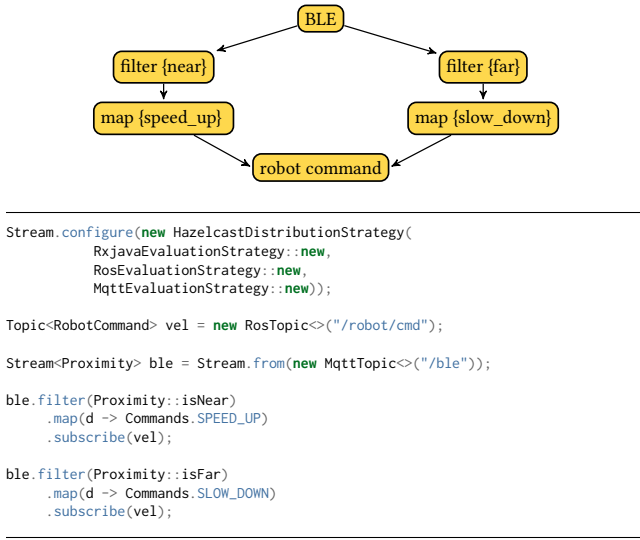 BLE
filter {near}
filter {far}
map {speed_up}
map {slow_down}
robot command
Stream.configure(new HazelcastDistributionStrategy(
RxjavaEvaluationStrategy::new,
RosEvaluationStrategy::new,
MqttEvaluationStrategy::new));
Topic<RobotCommand> vel = new RosTopic<>("/robot/cmd");
Stream<Proximity> ble = Stream.from(new MqttTopic<>("/ble"));
ble.filter(Proximity::isNear)
.map(d -> Commands.SPEED_UP)
.subscribe(vel);
ble.filter(Proximity::isFar)
.map(d -> Commands.SLOW_DOWN)
.subscribe(vel);